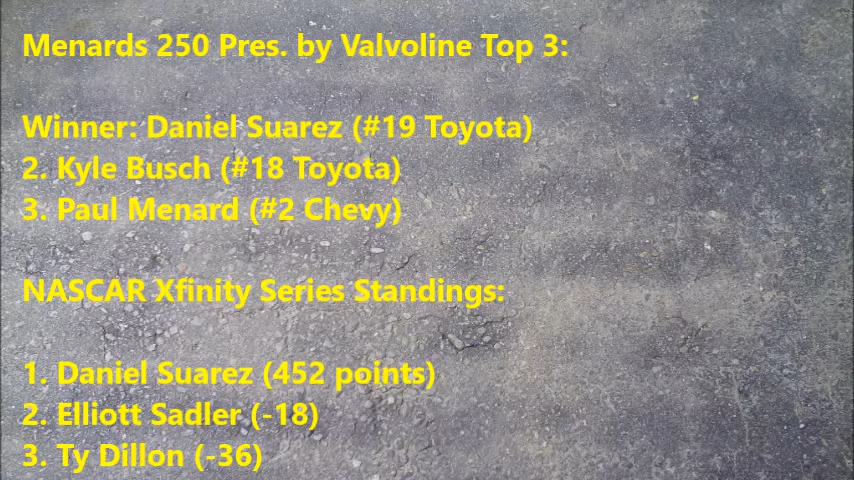 Menards 250 Pres. by Valvoline Top 3:
Winner: Daniel Suarez (#19 Toyota)
2. Kyle Busch (#18 Toyota)
3. Paul Menard (#2 Chevy)
NASCAR Xfinity Series Standings:
1. Daniel Suarez (452 points)
2. Elliott Sadler (-18)
3. Ty Dillon (-36)